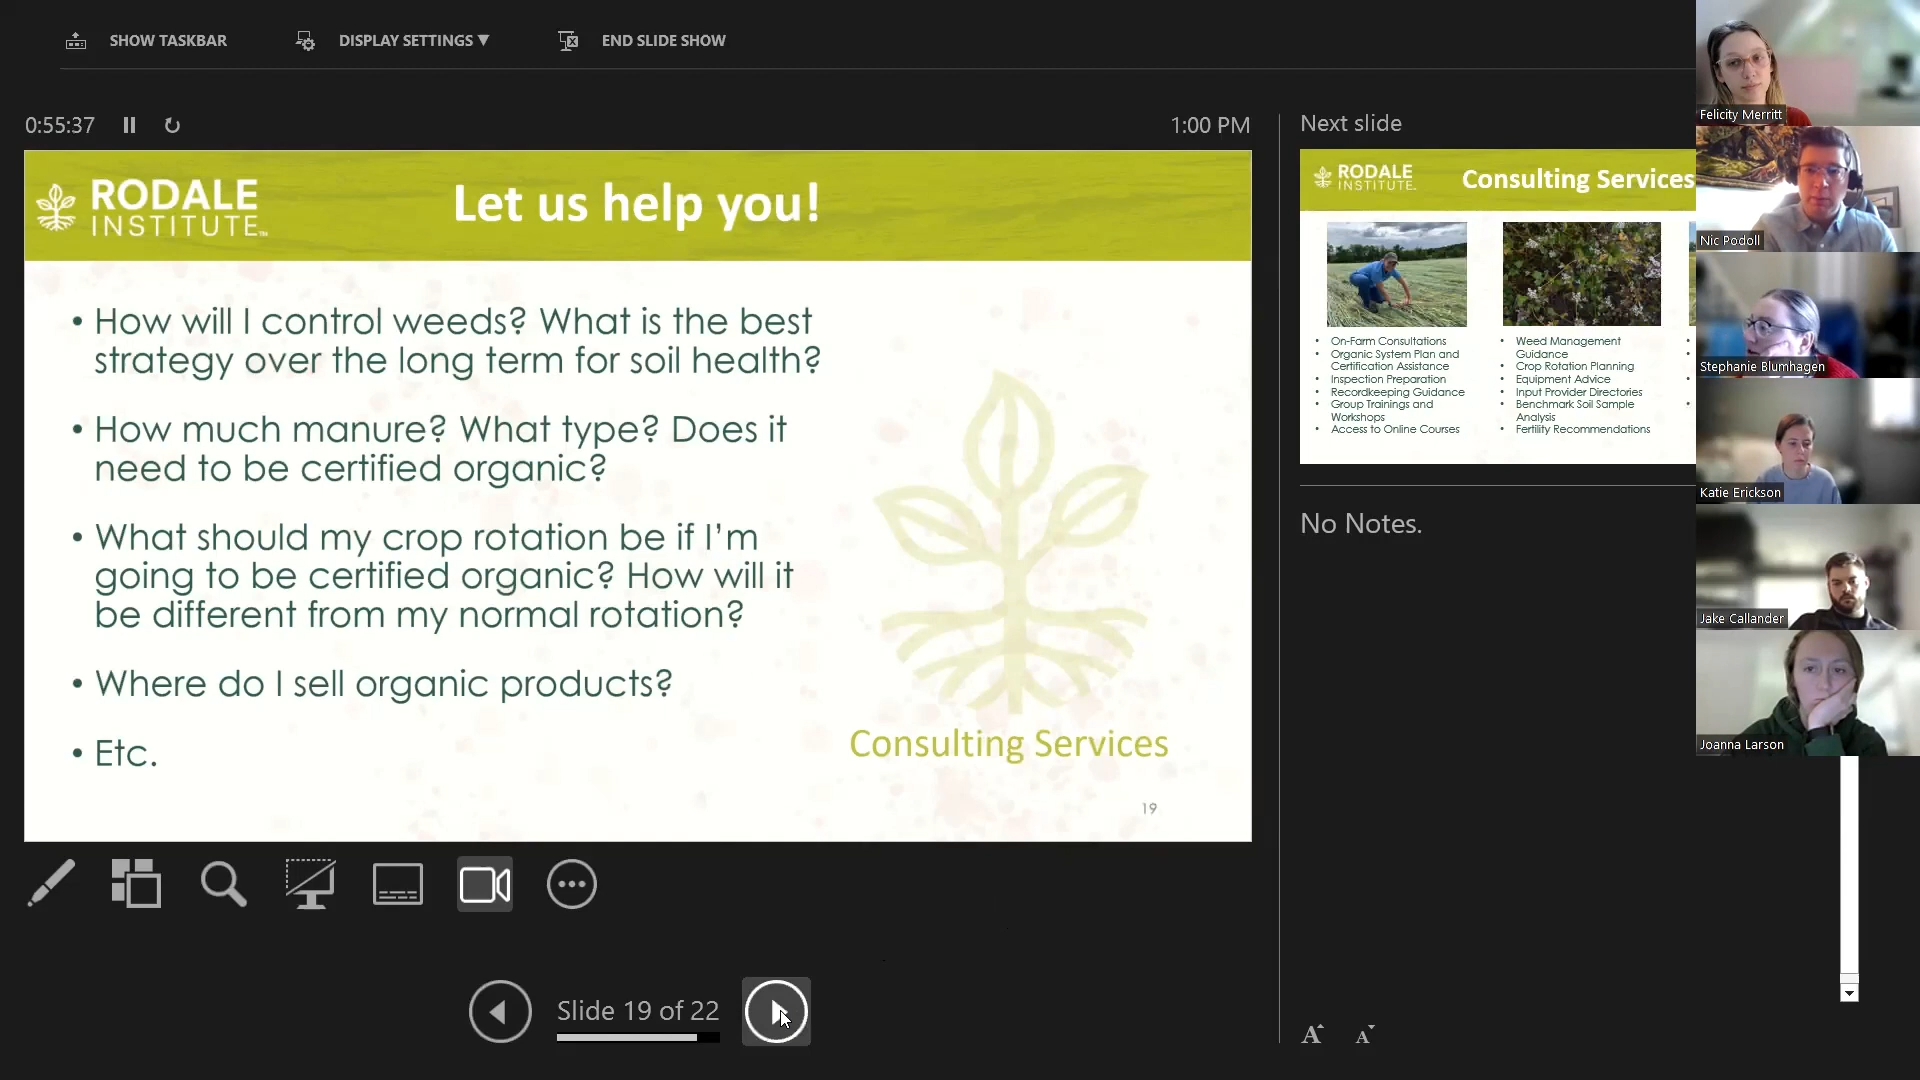 SHOW TASKBAR
DISPLAY SETTINGS ▼
END SLIDE SHOW
0:55:37
1:00 PM
RODALE
INSTITUTE
Let us help you!
• How will I control weeds? What is the best
strategy over the long term for soil health?
• How much manure? What type? Does it
need to be certified organic?
• What should my crop rotation be if I’m
going to be certified organic? How will it
be different from my normal rotation?
• Where do I sell organic products?
• Etc.
Consulting Services
19
Slide 19 of 22
Next slide
RODALE
INSTITUTE
Consulting Services
• On-Farm Consultations
• Organic System Plan and
Certification Assistance
• Inspection Preparation
• Recordkeeping Guidance
• Group Trainings and
Workshops
• Access to Online Courses
• Weed Management
Guidance
• Crop Rotation Planning
• Equipment Advice
• Input Provider Directories
• Benchmark Soil Sample
Analysis
• Fertility Recommendations
No Notes.
A A
Felicity Merritt
Nic Podoll
Stephanie Blumhagen
Katie Erickson
Jake Callander
Joanna Larson